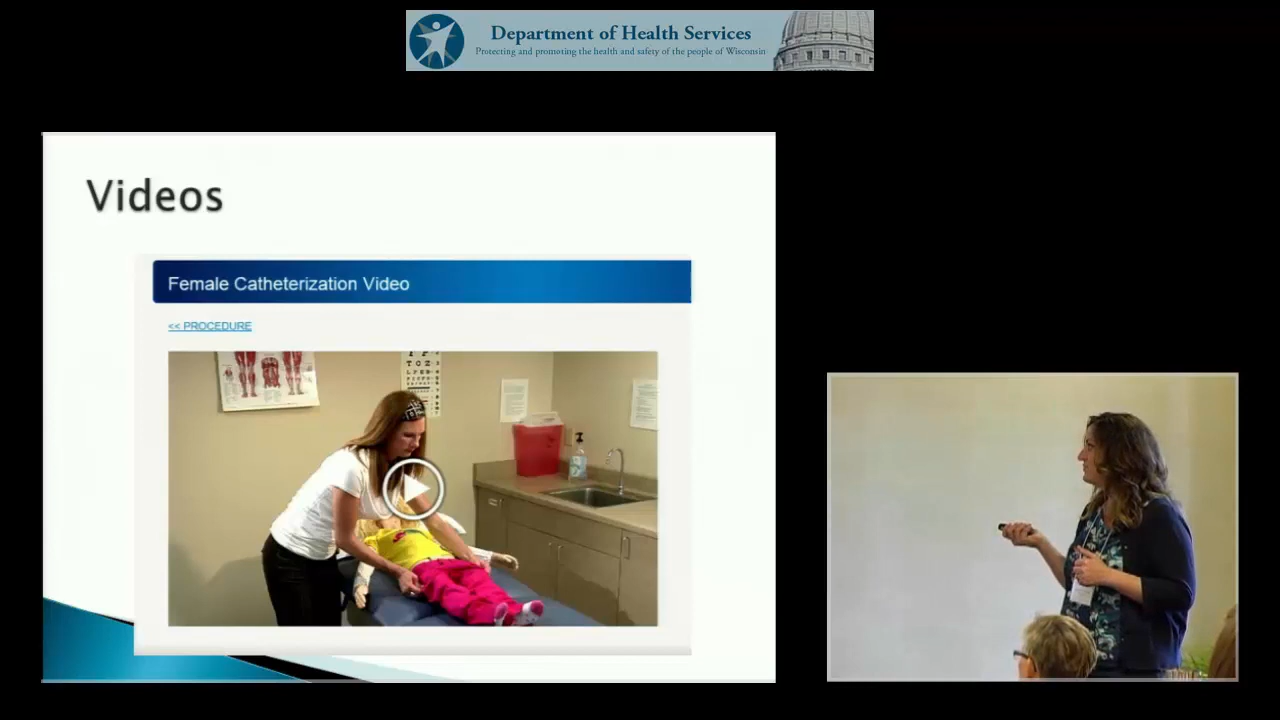 Department of Health Services
Protecting and promoting the health and safety of the people of Wisconsin
Videos
Female Catheterization Video
<< PROCEDURE